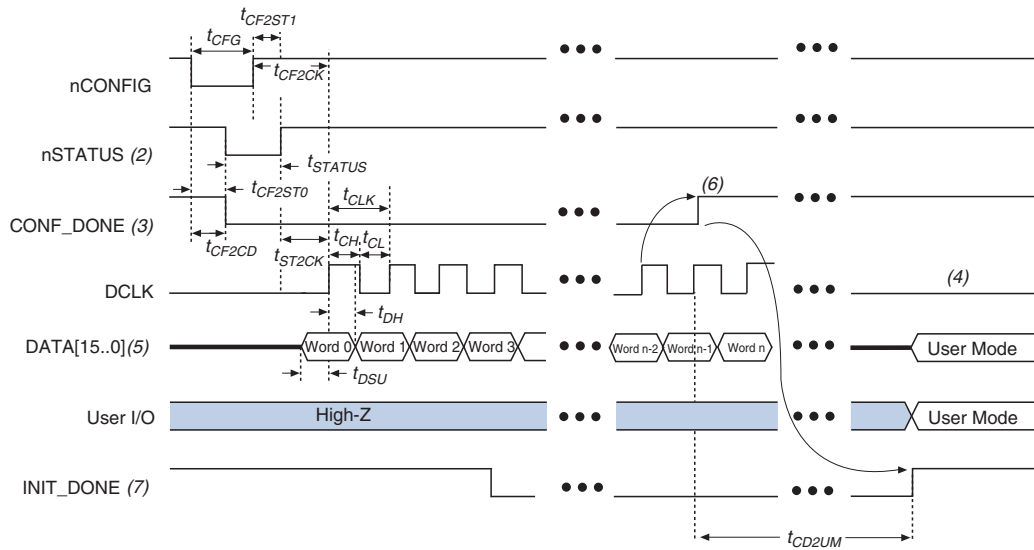 tCF2ST1
tCFG
tCF2CK
nCONFIG
nSTATUS (2)
tSTATUS
tCF2ST0
tCLK
(6)
CONF_DONE (3)
tCF2CD
tCH
tCL
tST2CK
DCLK
(4)
tDH
DATA[15..0](5)
Word 0
Word 1
Word 2
Word 3
Word n-2
Word n-1
Word n
User Mode
tDSU
User I/O
High-Z
User Mode
INIT_DONE (7)
tCD2UM